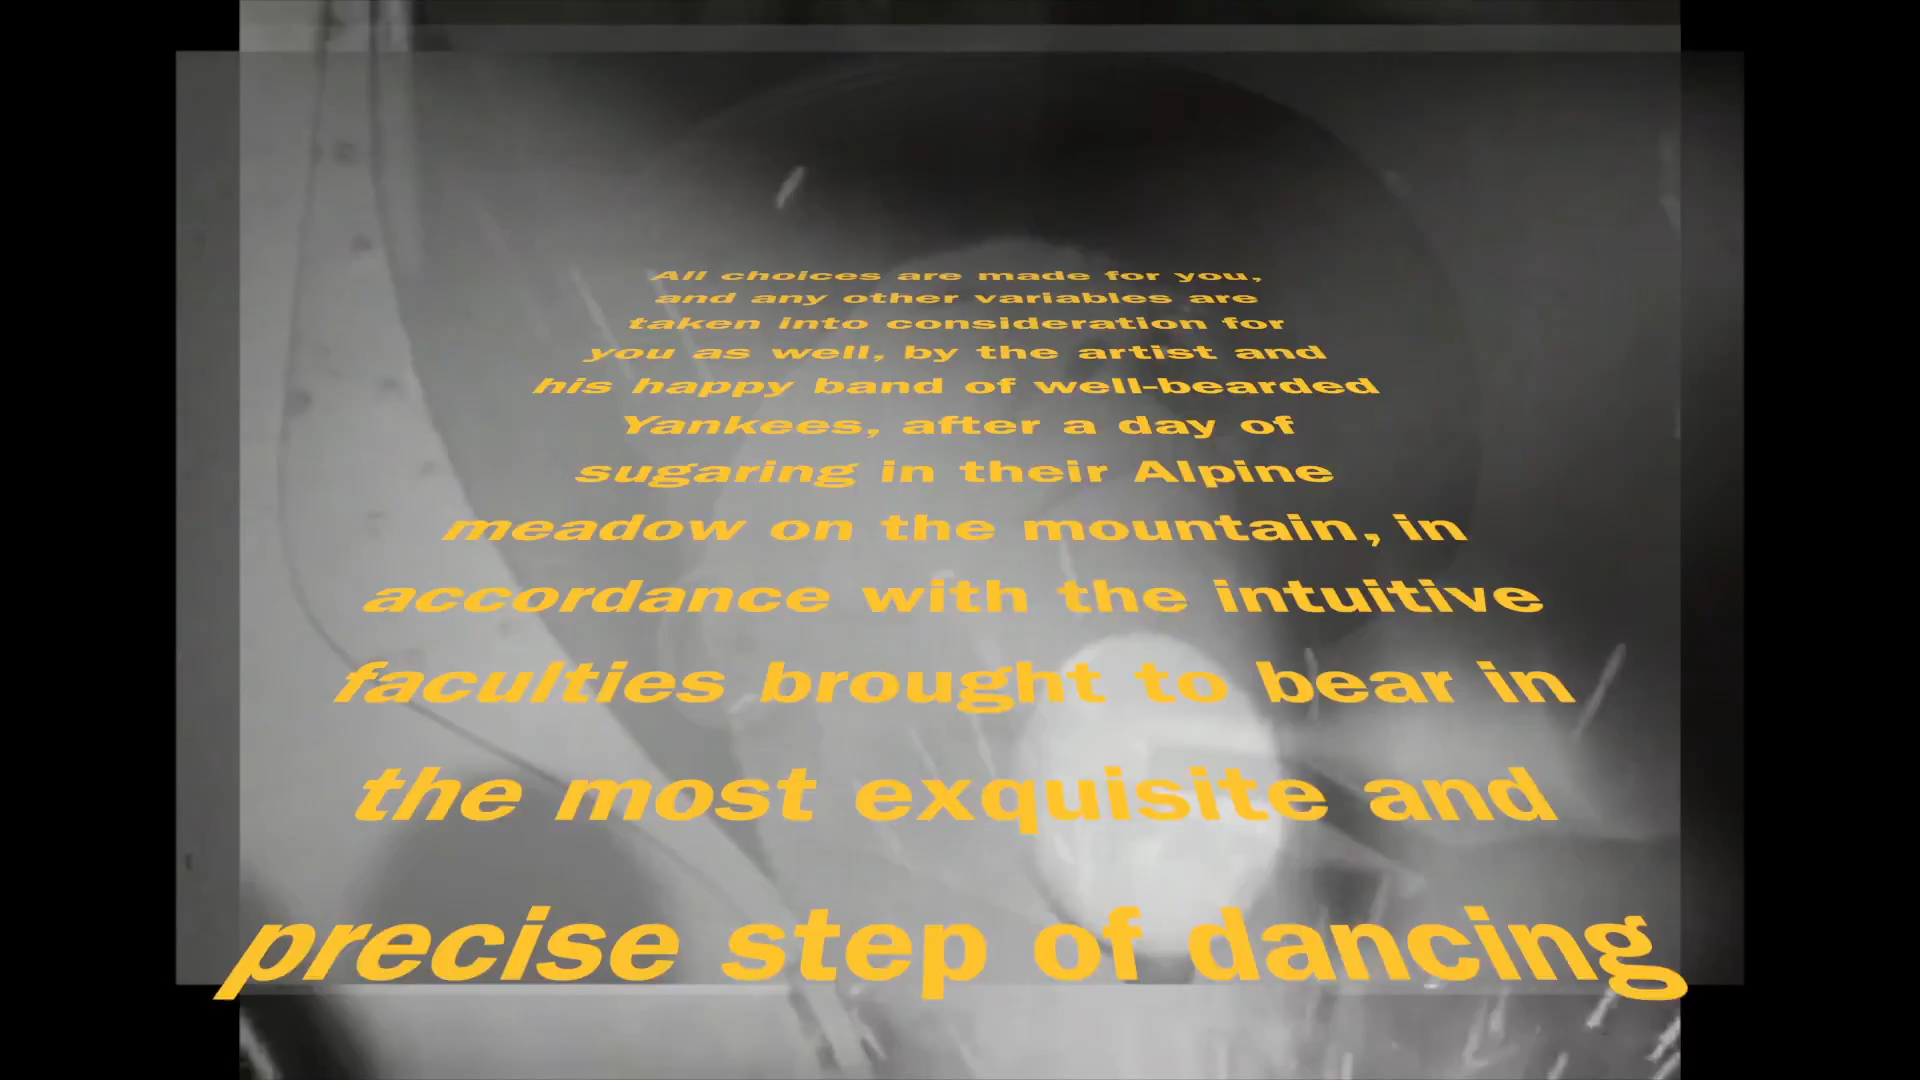 All choices are made for you,
and any other variables are
taken into consideration for
you as well, by the artist and
his happy band of well-bearded
Yankees, after a day of
sugaring in their Alpine
meadow on the mountain, in
accordance with the intuitive
faculties brought to bear in
the most exquisite and
precise step of dancing